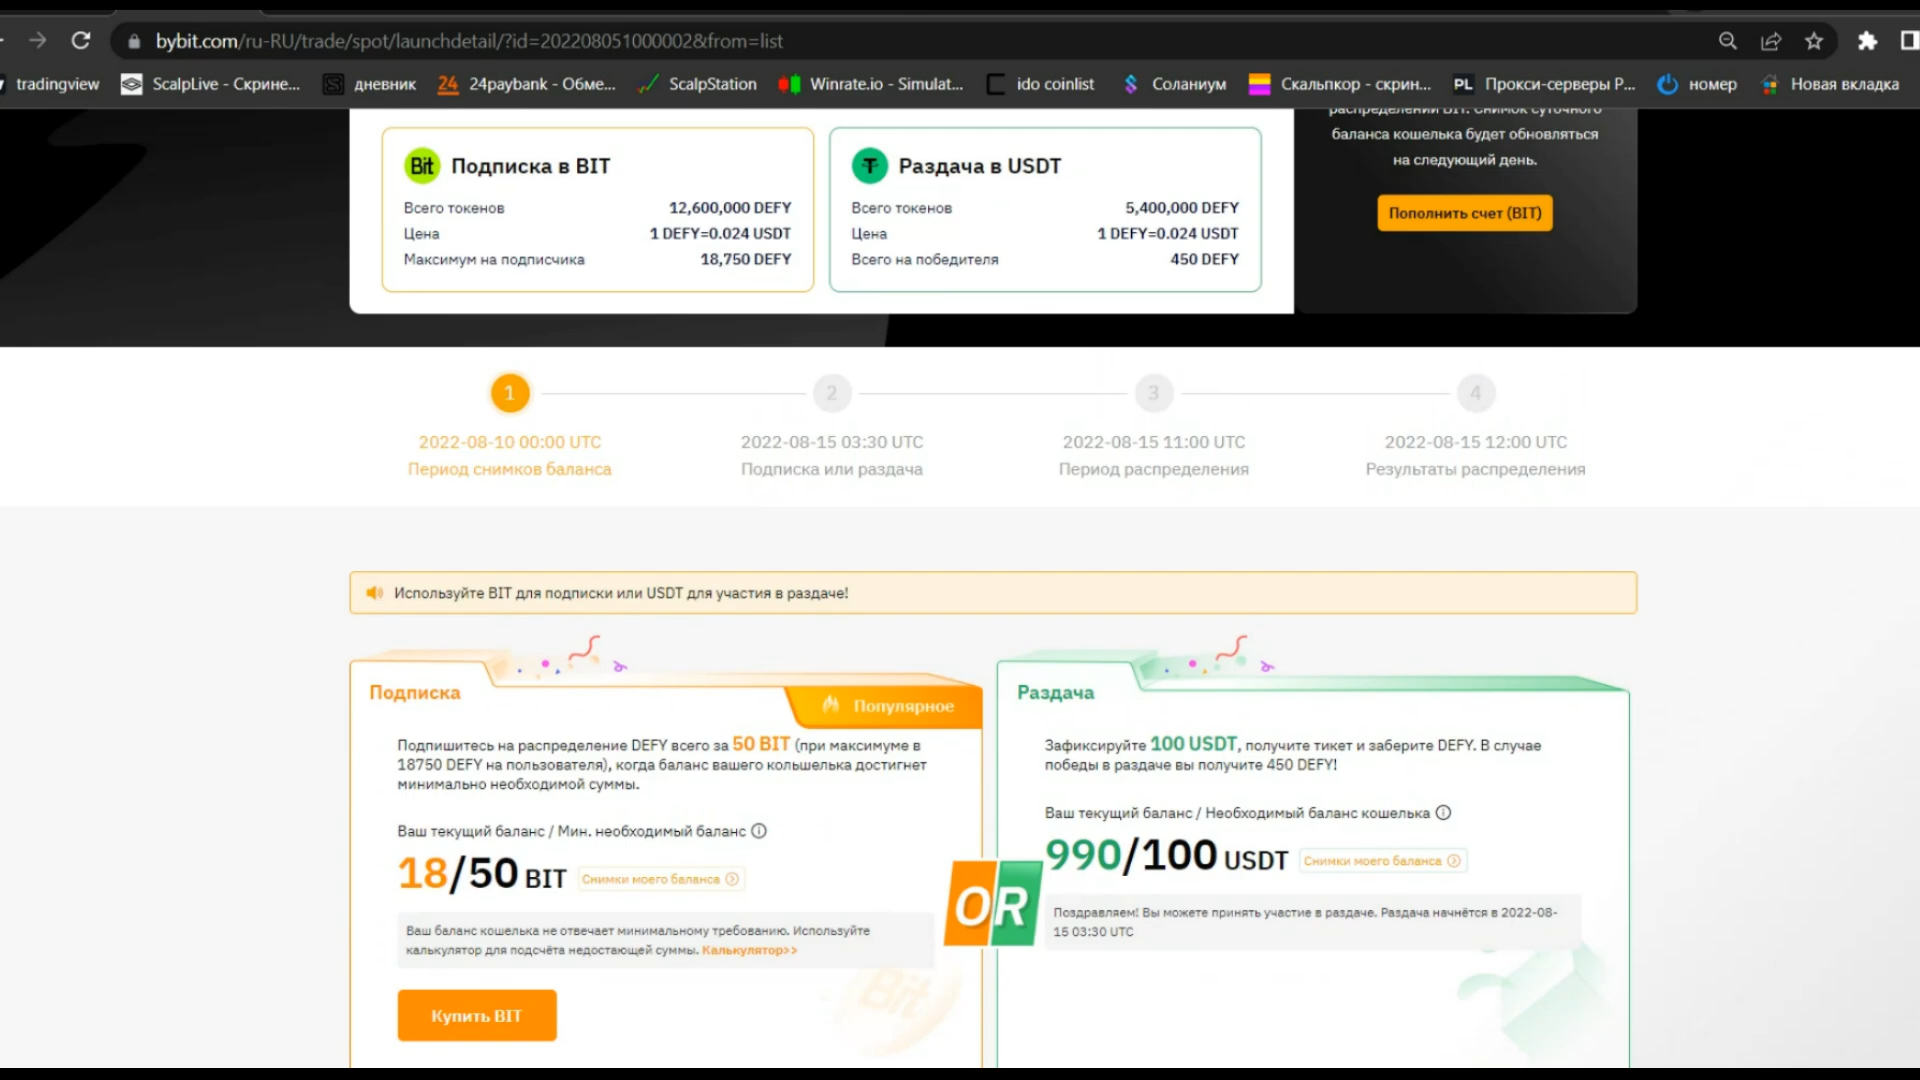 bybit.com/ru-RU/trade/spot/launchdetail/?id=202208051000002&from=list
tradingview
ScalpLive - Скрине...
дневник
24 24paybank - Обме...
ScalpStation
Winrate.io - Simulat...
ido coinlist
Соланиум
Скальпкор - скрин...
PL Прокси-серверы Р...
номер
Новая вкладка
распределении BIT. Снимок суточного
баланса кошелька будет обновляться
на следующий день.
Пополнить счет (BIT)
Bit Подписка в BIT
Всего токенов 12,600,000 DEFY
Цена 1 DEFY=0.024 USDT
Максимум на подписчика 18,750 DEFY
Раздача в USDT
Всего токенов 5,400,000 DEFY
Цена 1 DEFY=0.024 USDT
Всего на победителя 450 DEFY
1
2022-08-10 00:00 UTC
Период снимков баланса
2
2022-08-15 03:30 UTC
Подписка или раздача
3
2022-08-15 11:00 UTC
Период распределения
4
2022-08-15 12:00 UTC
Результаты распределения
Используйте BIT для подписки или USDT для участия в раздаче!
Подписка
Популярное
Подпишитесь на распределение DEFY всего за 50 BIT (при максимуме в
18750 DEFY на пользователя), когда баланс вашего кольшелька достигнет
минимально необходимой суммы.
Ваш текущий баланс / Мин. необходимый баланс
18/50 BIT Снимки моего баланса
Ваш баланс кошелька не отвечает минимальному требованию. Используйте
калькулятор для подсчёта недостающей суммы. Калькулятор>>
Купить BIT
Bit
OR
Раздача
Зафиксируйте 100 USDT, получите тикет и заберите DEFY. В случае
победы в раздаче вы получите 450 DEFY!
Ваш текущий баланс / Необходимый баланс кошелька
990/100 USDT Снимки моего баланса
Поздравляем! Вы можете принять участие в раздаче. Раздача начнётся в 2022-08-
15 03:30 UTC